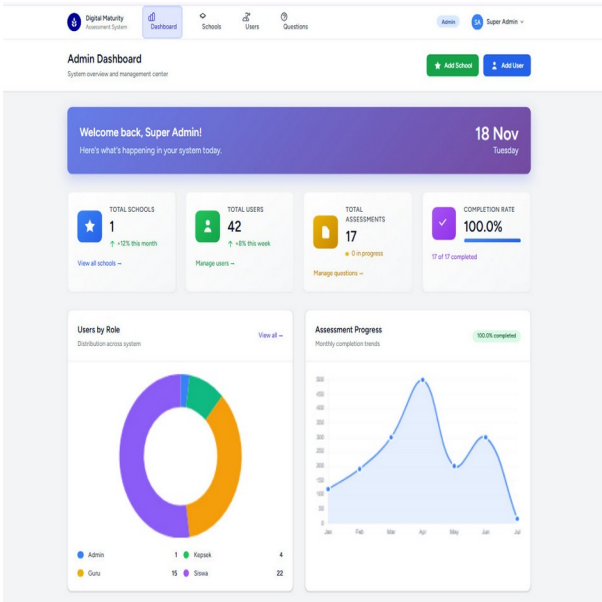 Digital Maturity
Assessment System
Dashboard
Schools
Users
Questions
Admin
SA
Super Admin
Admin Dashboard
System overview and management center
Add School
Add User
Welcome back, Super Admin!
Here's what's happening in your system today.
18 Nov
Tuesday
TOTAL SCHOOLS
1
↑ +12% this month
View all schools →
TOTAL USERS
42
↑ +8% this week
Manage users →
TOTAL
ASSESSMENTS
17
0 in progress
Manage questions →
COMPLETION RATE
100.0%
17 of 17 completed
Users by Role
Distribution across system
View all →
Admin 1
Kepsek 4
Guru 15
Siswa 22
Assessment Progress
Monthly completion trends
100.0% completed
Jan Feb Mar Apr May Jun Jul